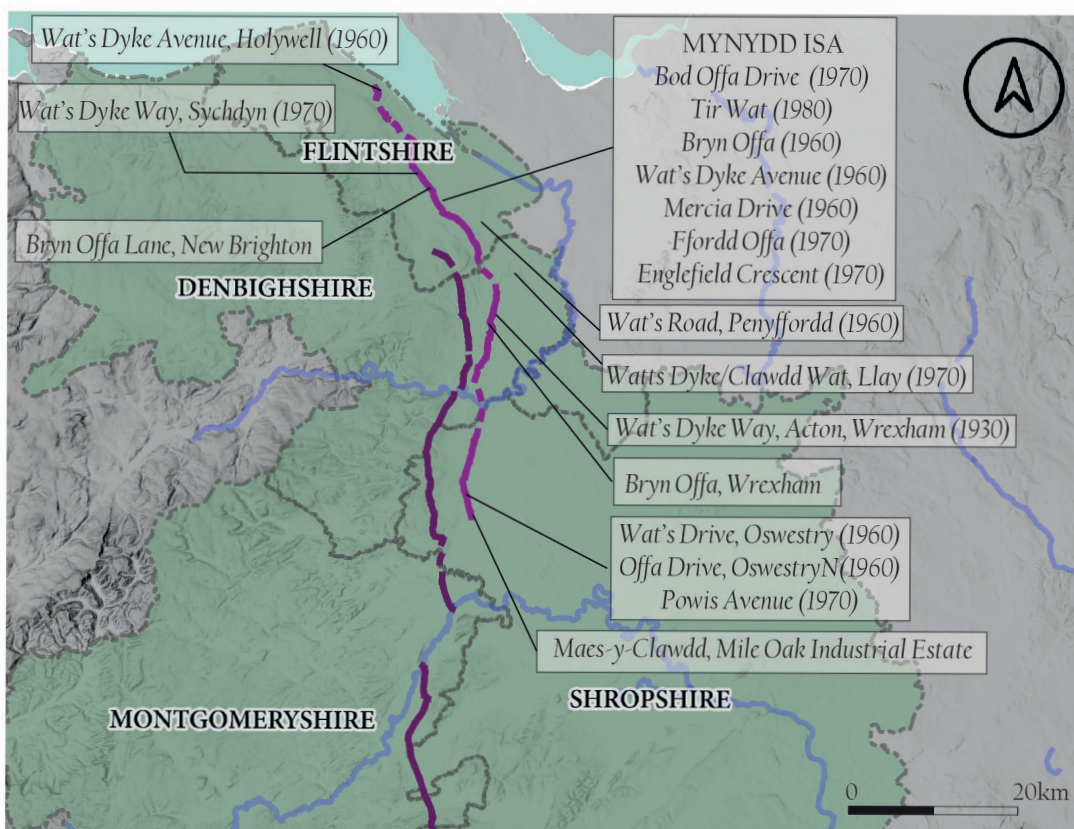 Wat's Dyke Avenue, Holywell (1960)
Wat's Dyke Way, Sychdyn (1970)
FLINTSHIRE
Bryn Offa Lane, New Brighton
DENBIGHSHIRE
MYNYDD ISA
Bod Offa Drive (1970)
Tir Wat (1980)
Bryn Offa (1960)
Wat's Dyke Avenue (1960)
Mercia Drive (1960)
Ffordd Offa (1970)
Englefield Crescent (1970)
Wat's Road, Penyffordd (1960)
Watts Dyke/Clawdd Wat, Llay (1970)
Wat's Dyke Way, Acton, Wrexham (1930)
Bryn Offa, Wrexham
Wat's Drive, Oswestry (1960)
Offa Drive, OswestryN(1960)
Powis Avenue (1970)
Maes-y-Clawdd, Mile Oak Industrial Estate
MONTGOMERYSHIRE
SHROPSHIRE
0 20km